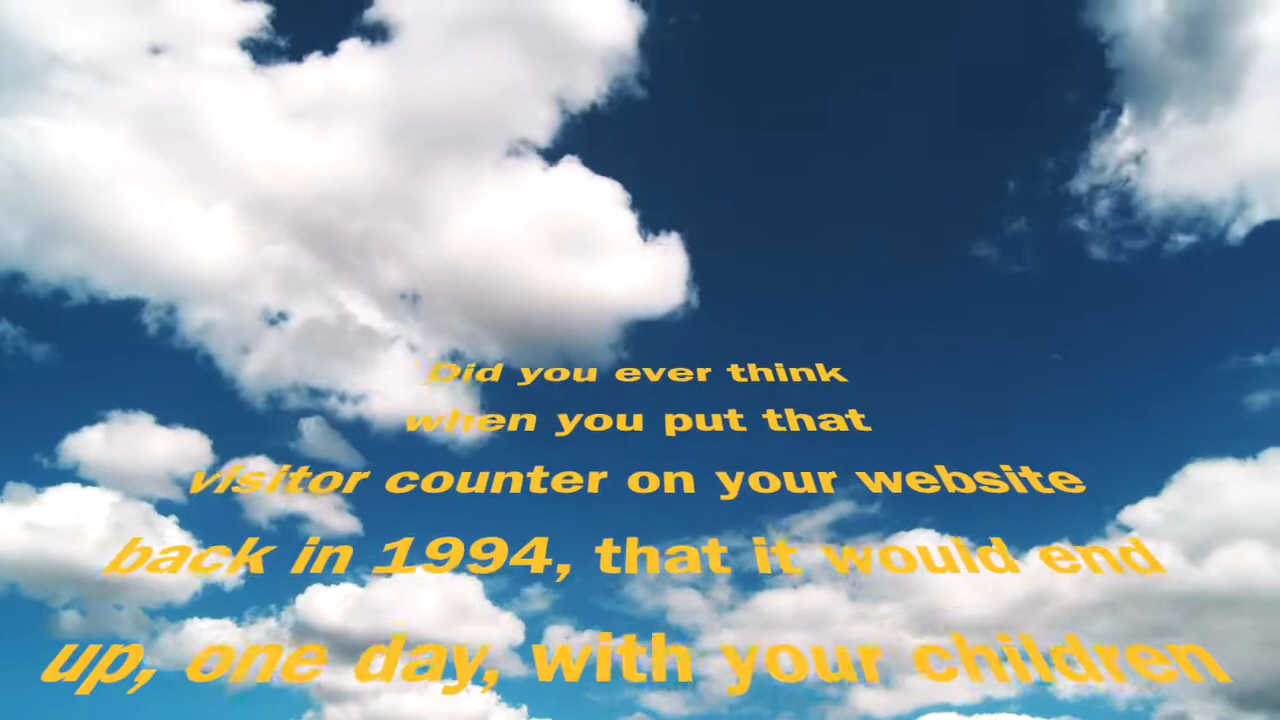 Did you ever think
when you put that
visitor counter on your website
back in 1994, that it would end
up, one day, with your children